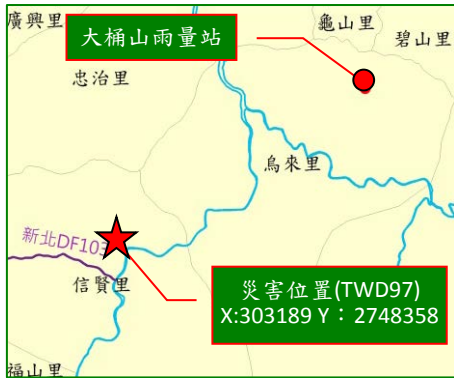 廣興里
龜山里
大桶山雨量站
碧山里
忠治里
烏來里
新北DF103
信賢里
災害位置(TWD97)
X:303189 Y：2748358
福山里